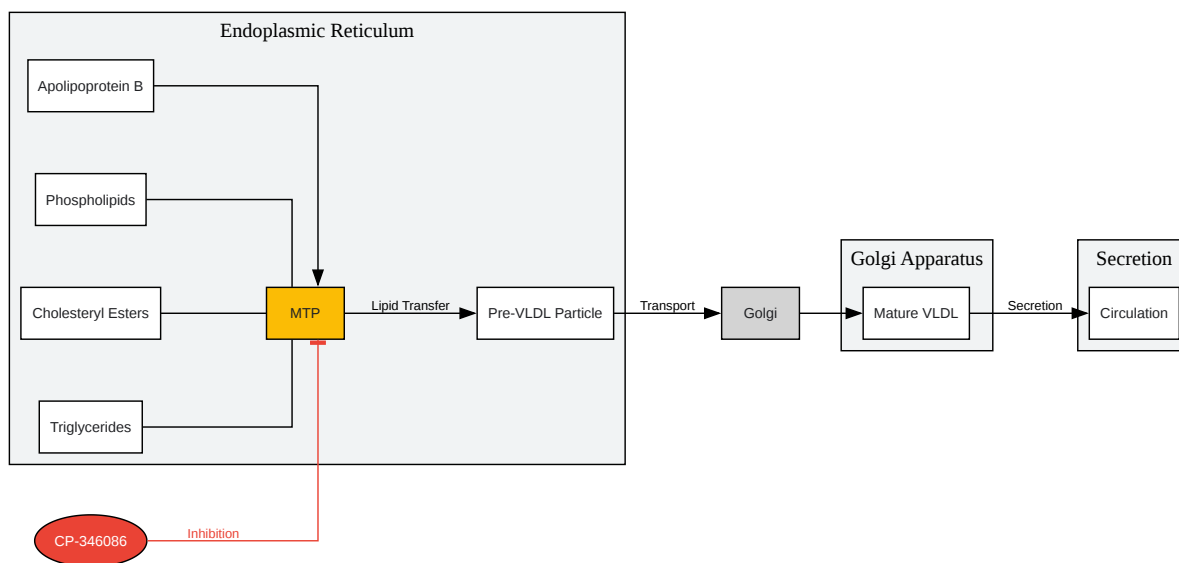 Endoplasmic Reticulum
Apolipoprotein B
Phospholipids
Cholesteryl Esters
MTP
Lipid Transfer
Pre-VLDL Particle
Triglycerides
Transport
Golgi
Golgi Apparatus
Mature VLDL
Secretion
Secretion
Circulation
CP-346086
Inhibition